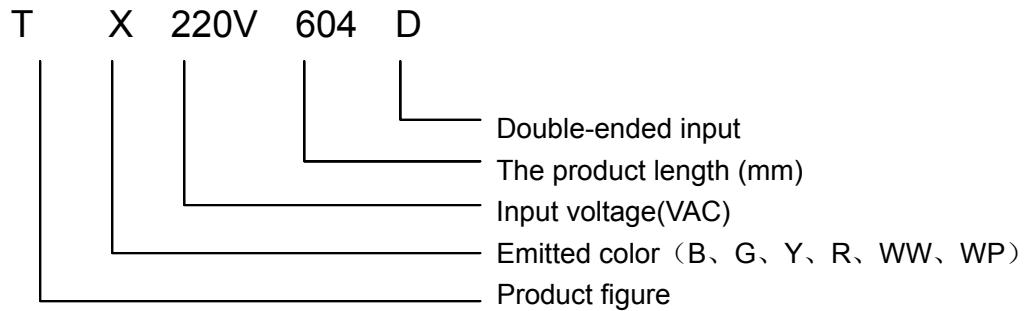 T X 220V 604 D
Double-ended input
The product length (mm)
Input voltage(VAC)
Emitted color（B、G、Y、R、WW、WP）
Product figure